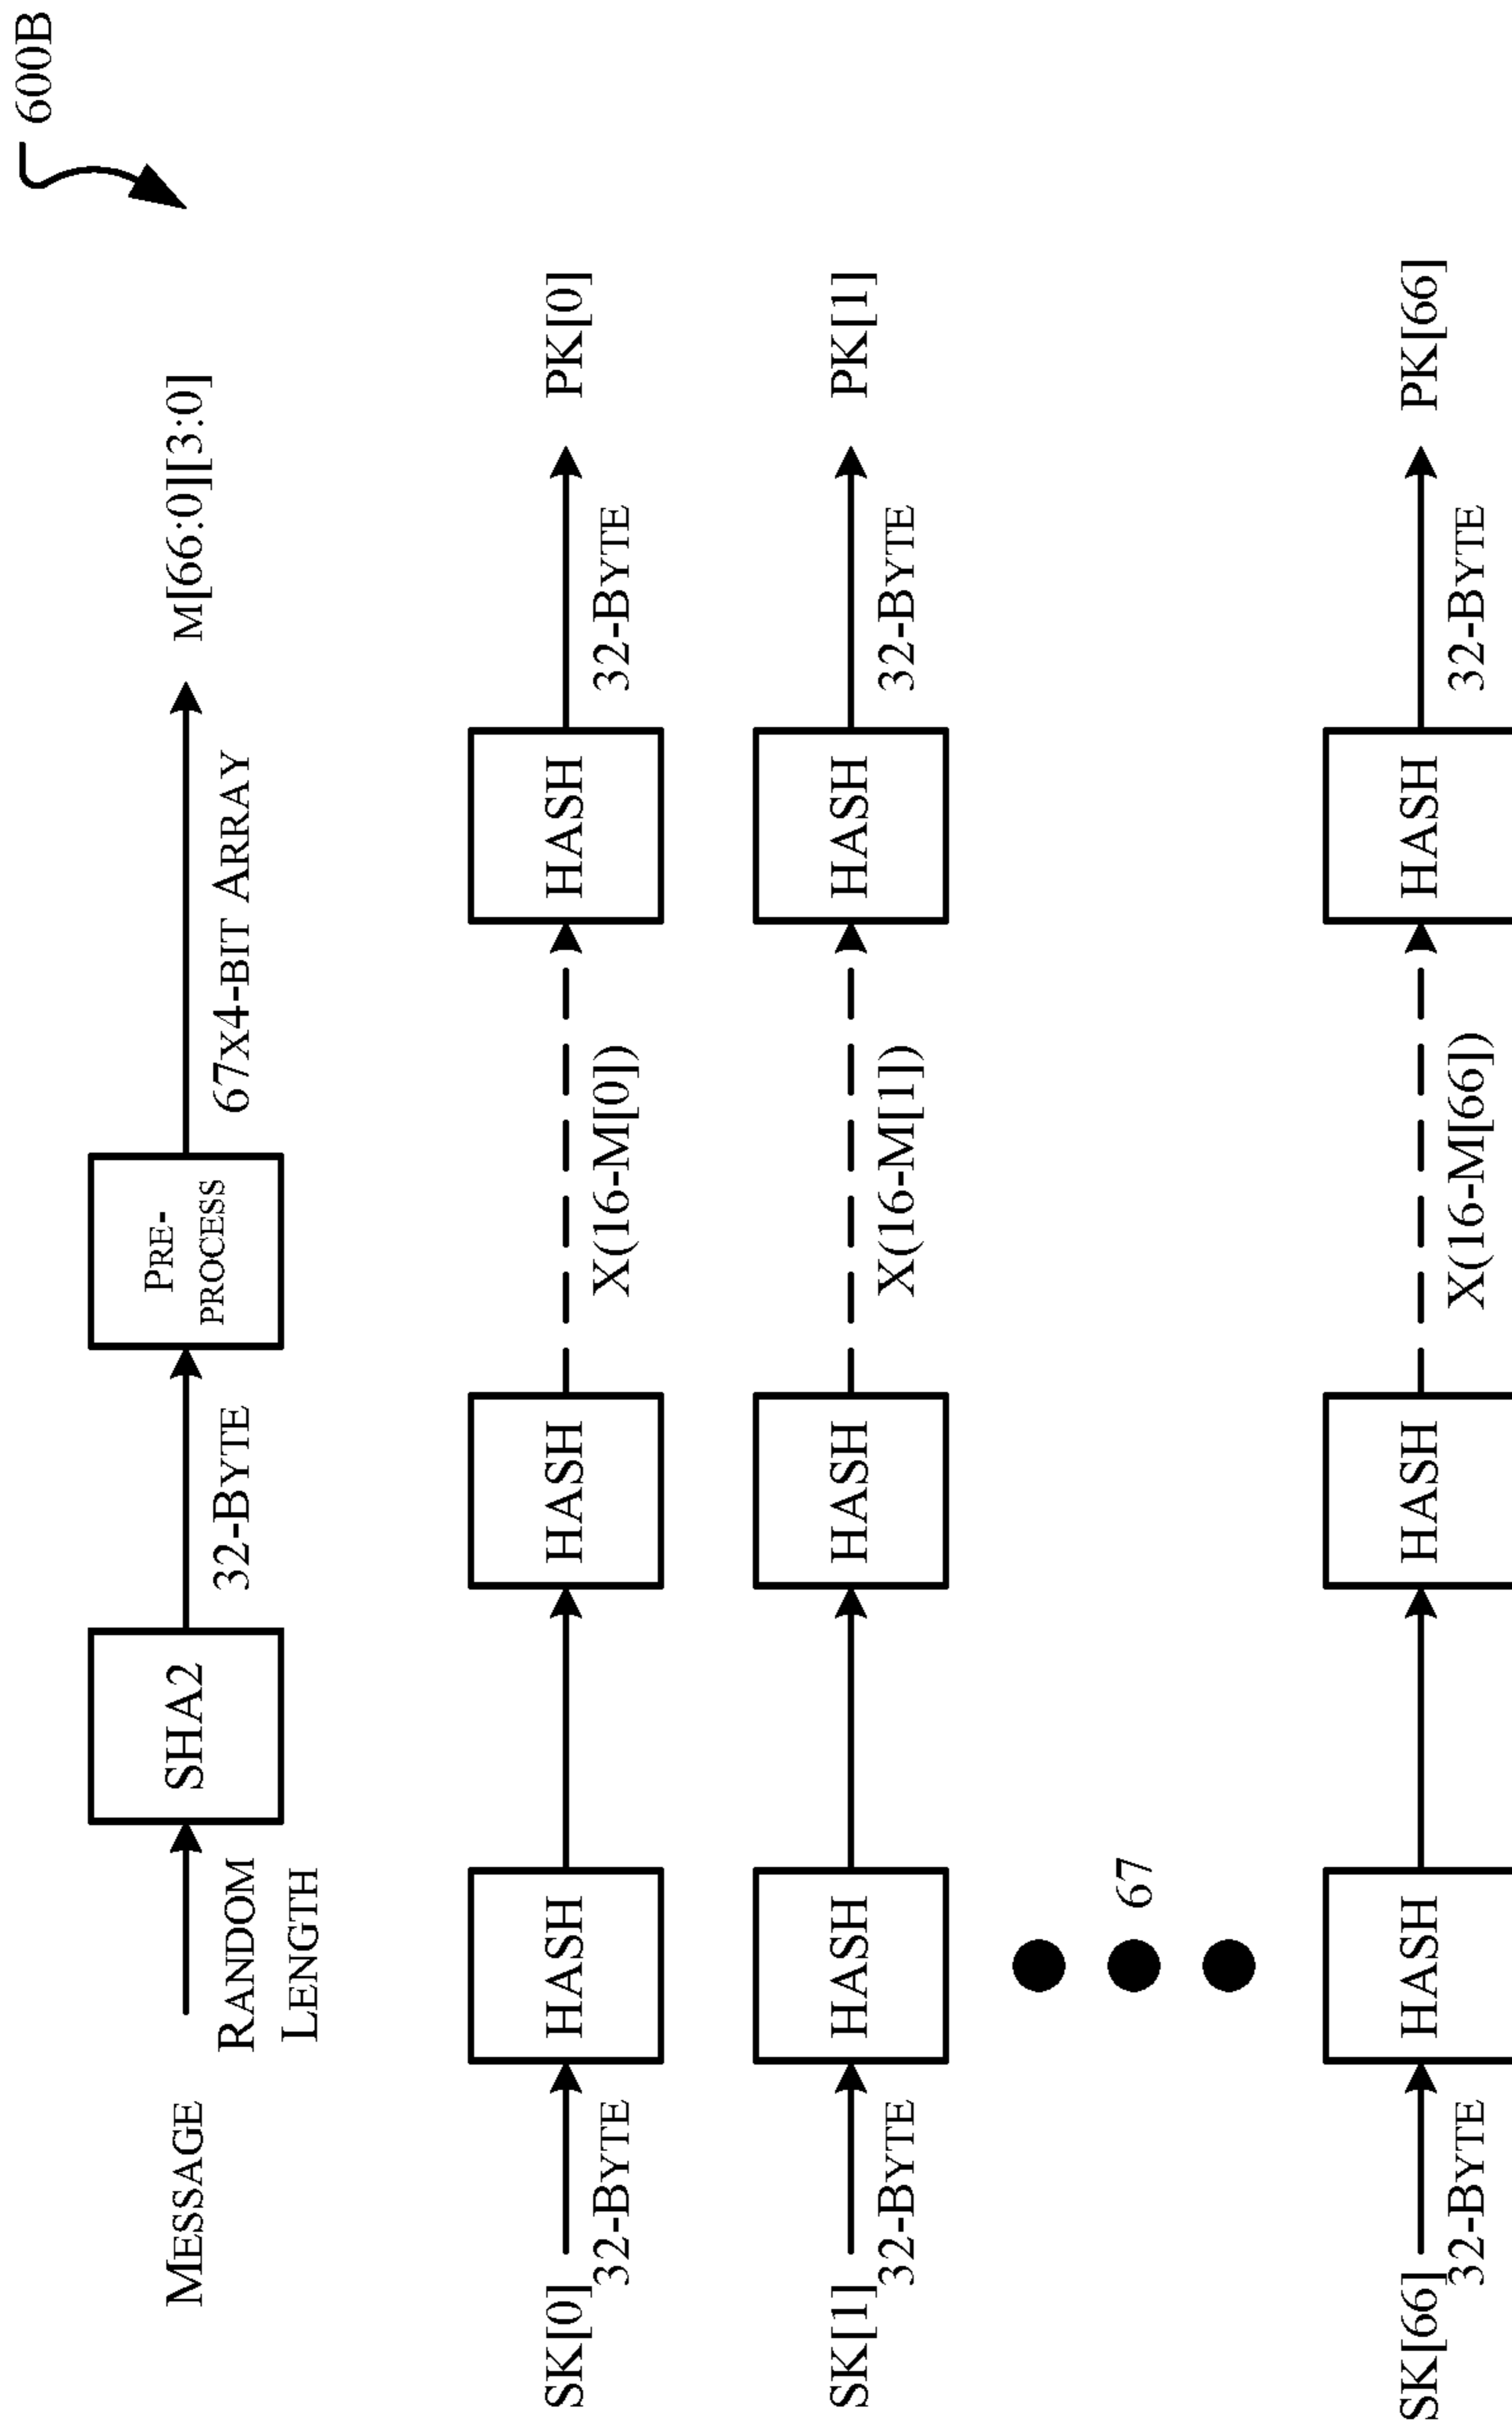 600B
MESSAGE
RANDOM
LENGTH
SHA2
32-BYTE
PRE-
PROCESS
67X4-BIT ARRAY
M[66:0][3:0]
SK[0]
32-BYTE
HASH
HASH
X(16-M[0])
HASH
32-BYTE
PK[0]
SK[1]
32-BYTE
HASH
HASH
X(16-M[1])
HASH
32-BYTE
PK[1]
67
SK[66]
32-BYTE
HASH
HASH
X(16-M[66])
HASH
32-BYTE
PK[66]